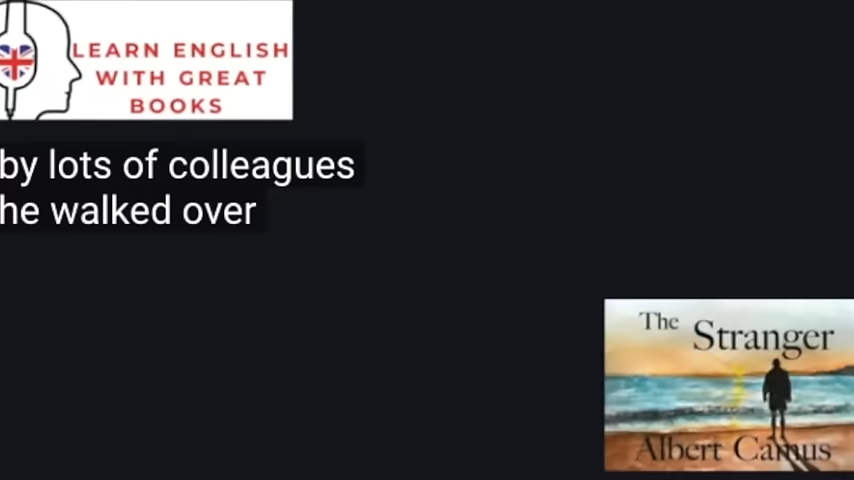 LEARN ENGLISH
WITH GREAT
BOOKS
by lots of colleagues
he walked over
The Stranger
Albert Camus